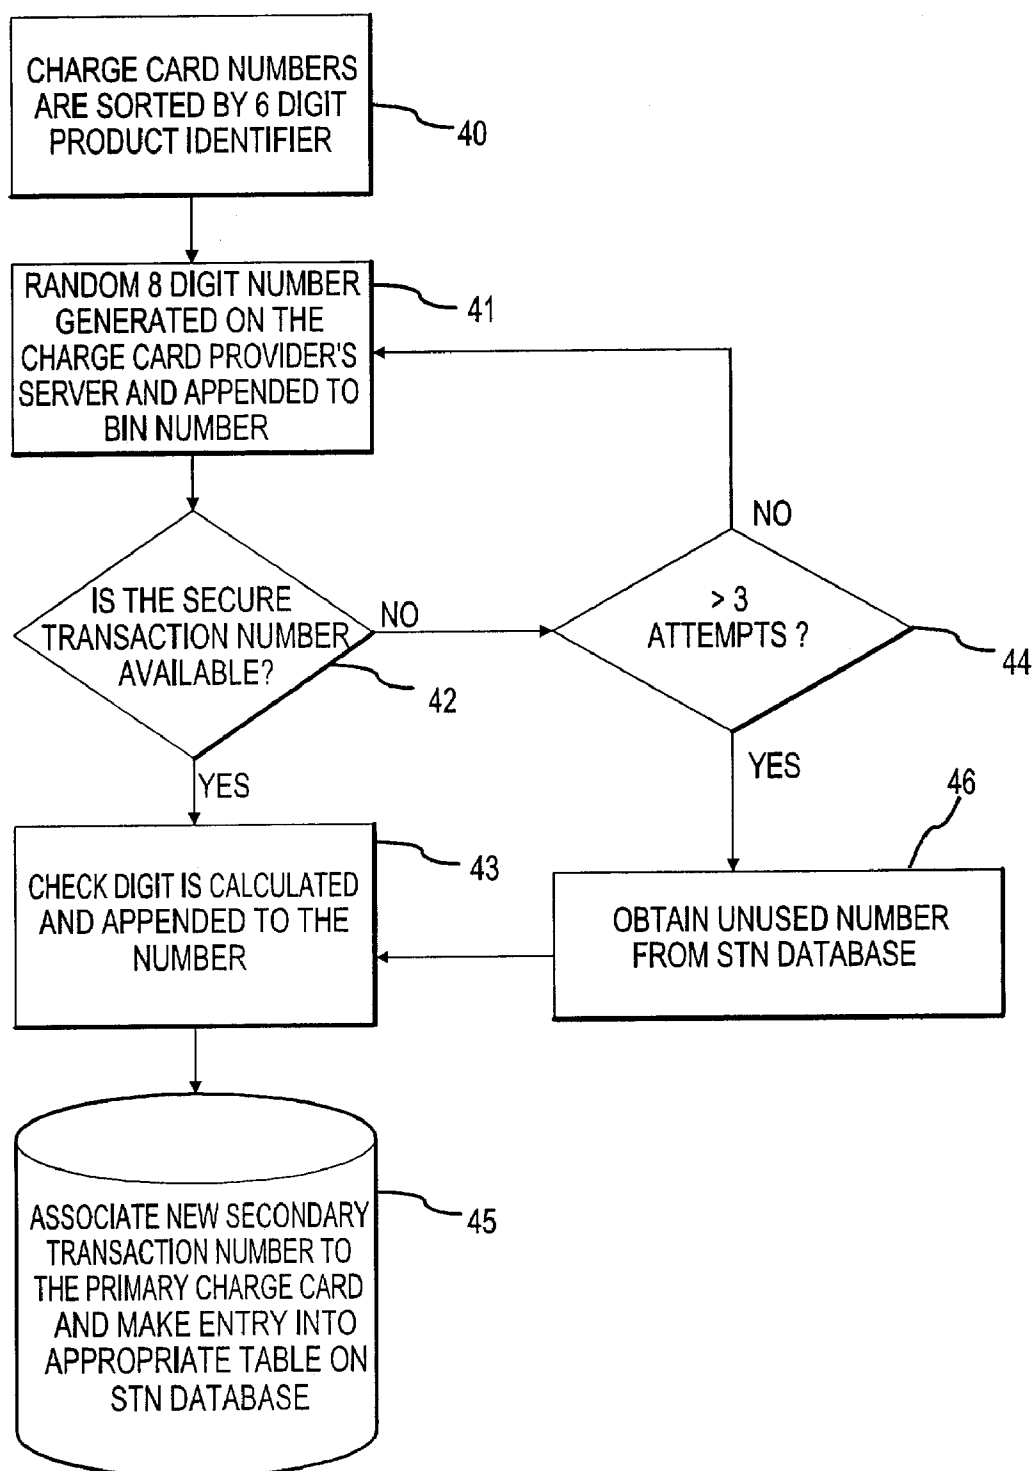 CHARGE CARD NUMBERS
ARE SORTED BY 6 DIGIT
PRODUCT IDENTIFIER
40
RANDOM 8 DIGIT NUMBER
GENERATED ON THE
CHARGE CARD PROVIDER'S
SERVER AND APPENDED TO
BIN NUMBER
41
IS THE SECURE
TRANSACTION NUMBER
AVAILABLE?
42
NO
YES
> 3
ATTEMPTS ?
44
NO
YES
CHECK DIGIT IS CALCULATED
AND APPENDED TO THE
NUMBER
43
OBTAIN UNUSED NUMBER
FROM STN DATABASE
46
ASSOCIATE NEW SECONDARY
TRANSACTION NUMBER TO
THE PRIMARY CHARGE CARD
AND MAKE ENTRY INTO
APPROPRIATE TABLE ON
STN DATABASE
45